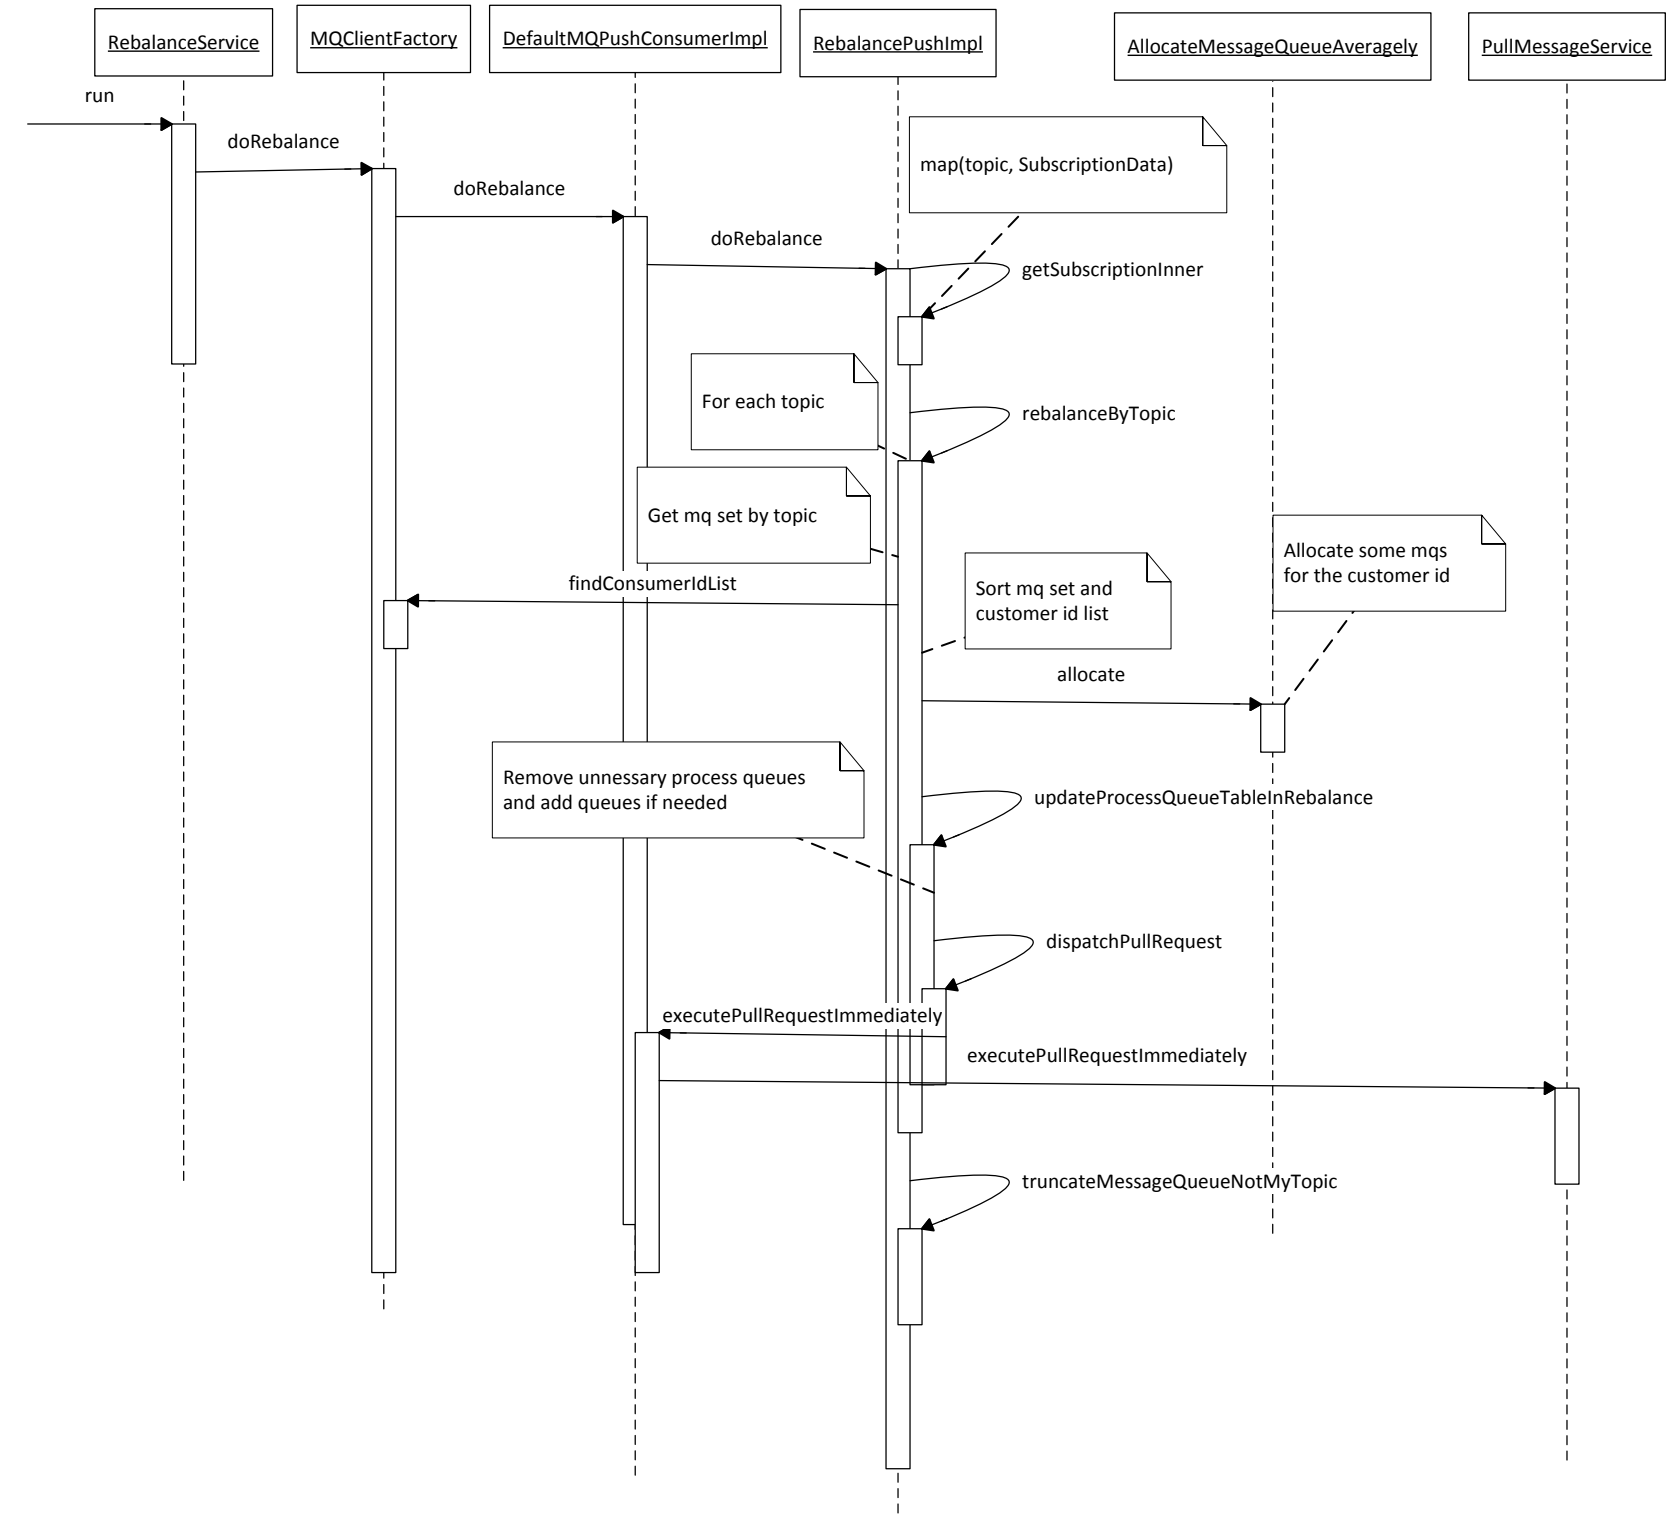 RebalanceService
MQClientFactory
DefaultMQPushConsumerImpl
RebalancePushImpl
AllocateMessageQueueAveragely
PullMessageService
run
doRebalance
doRebalance
doRebalance
map(topic, SubscriptionData)
getSubscriptionInner
For each topic
rebalanceByTopic
Get mq set by topic
findConsumerIdList
Sort mq set and
customer id list
Allocate some mqs
for the customer id
allocate
Remove unnessary process queues
and add queues if needed
updateProcessQueueTableInRebalance
dispatchPullRequest
executePullRequestImmediately
executePullRequestImmediately
truncateMessageQueueNotMyTopic